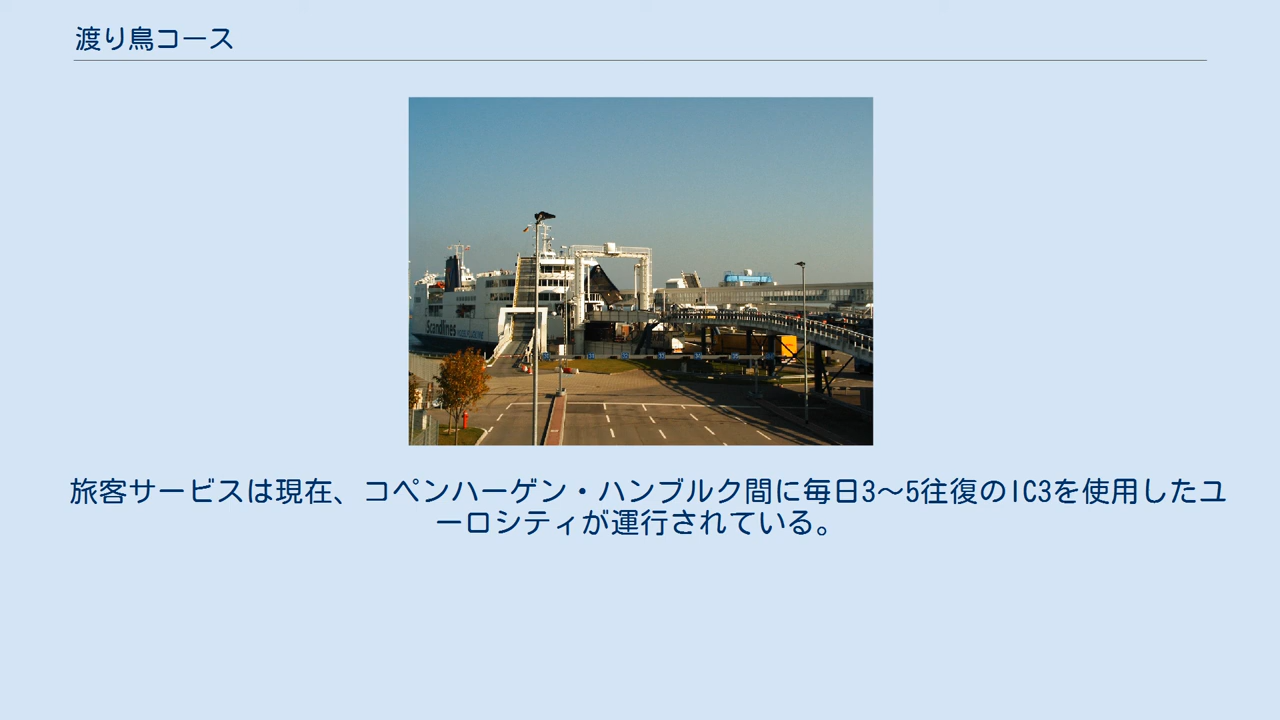 渡り鳥コース
Scandlines
旅客サービスは現在、コペンハーゲン・ハンブルク間に毎日3〜5往復のIC3を使用したユ
ーロシティが運行されている。